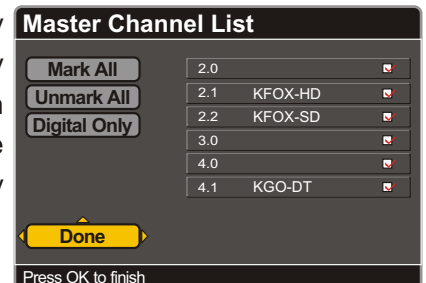 Master Channel List
Mark All
Unmark All
Digital Only
2.0
2.1 KFOX-HD
2.2 KFOX-SD
3.0
4.0
4.1 KGO-DT
Done
Press OK to finish